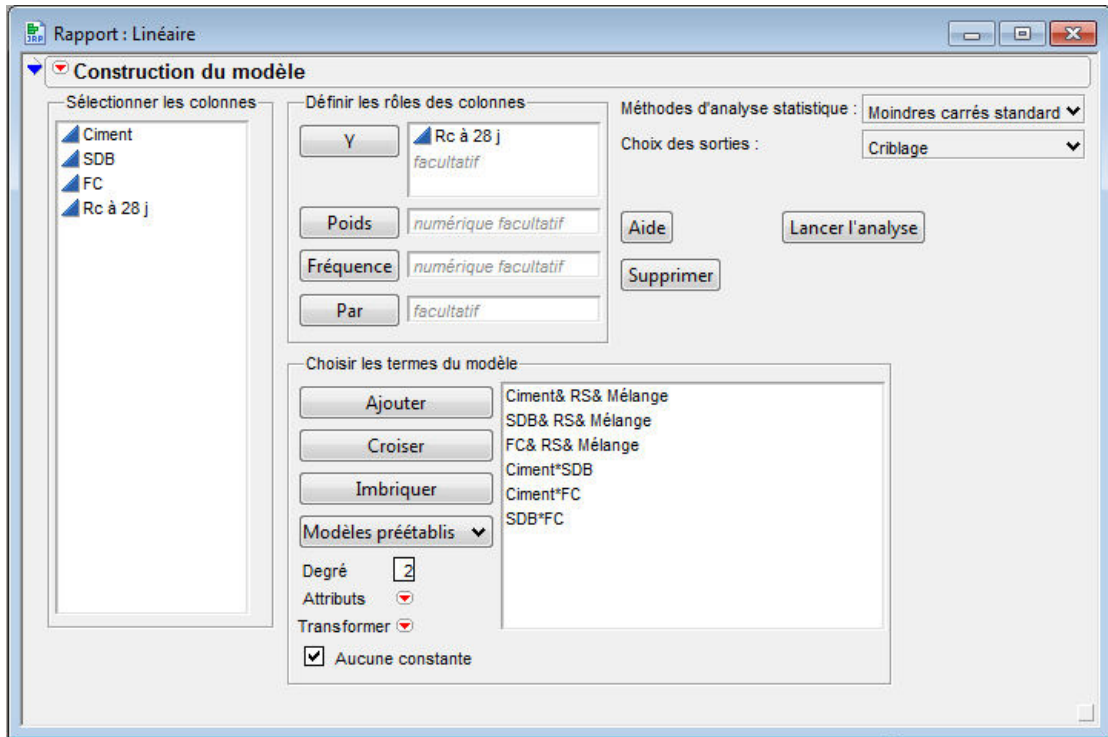 Rapport : Linéaire
Construction du modèle
Sélectionner les colonnes
Ciment
SDB
FC
Rc à 28 j
Définir les rôles des colonnes
Y
Rc à 28 j
facultatif
Poids
numérique facultatif
Fréquence
numérique facultatif
Par
facultatif
Méthodes d'analyse statistique :
Moindres carrés standard
Choix des sorties :
Criblage
Aide
Lancer l'analyse
Supprimer
Choisir les termes du modèle
Ajouter
Croiser
Imbriquer
Modèles préétablis
Degré
2
Attributs
Transformer
Aucune constante
Ciment& RS& Mélange
SDB& RS& Mélange
FC& RS& Mélange
Ciment*SDB
Ciment*FC
SDB*FC